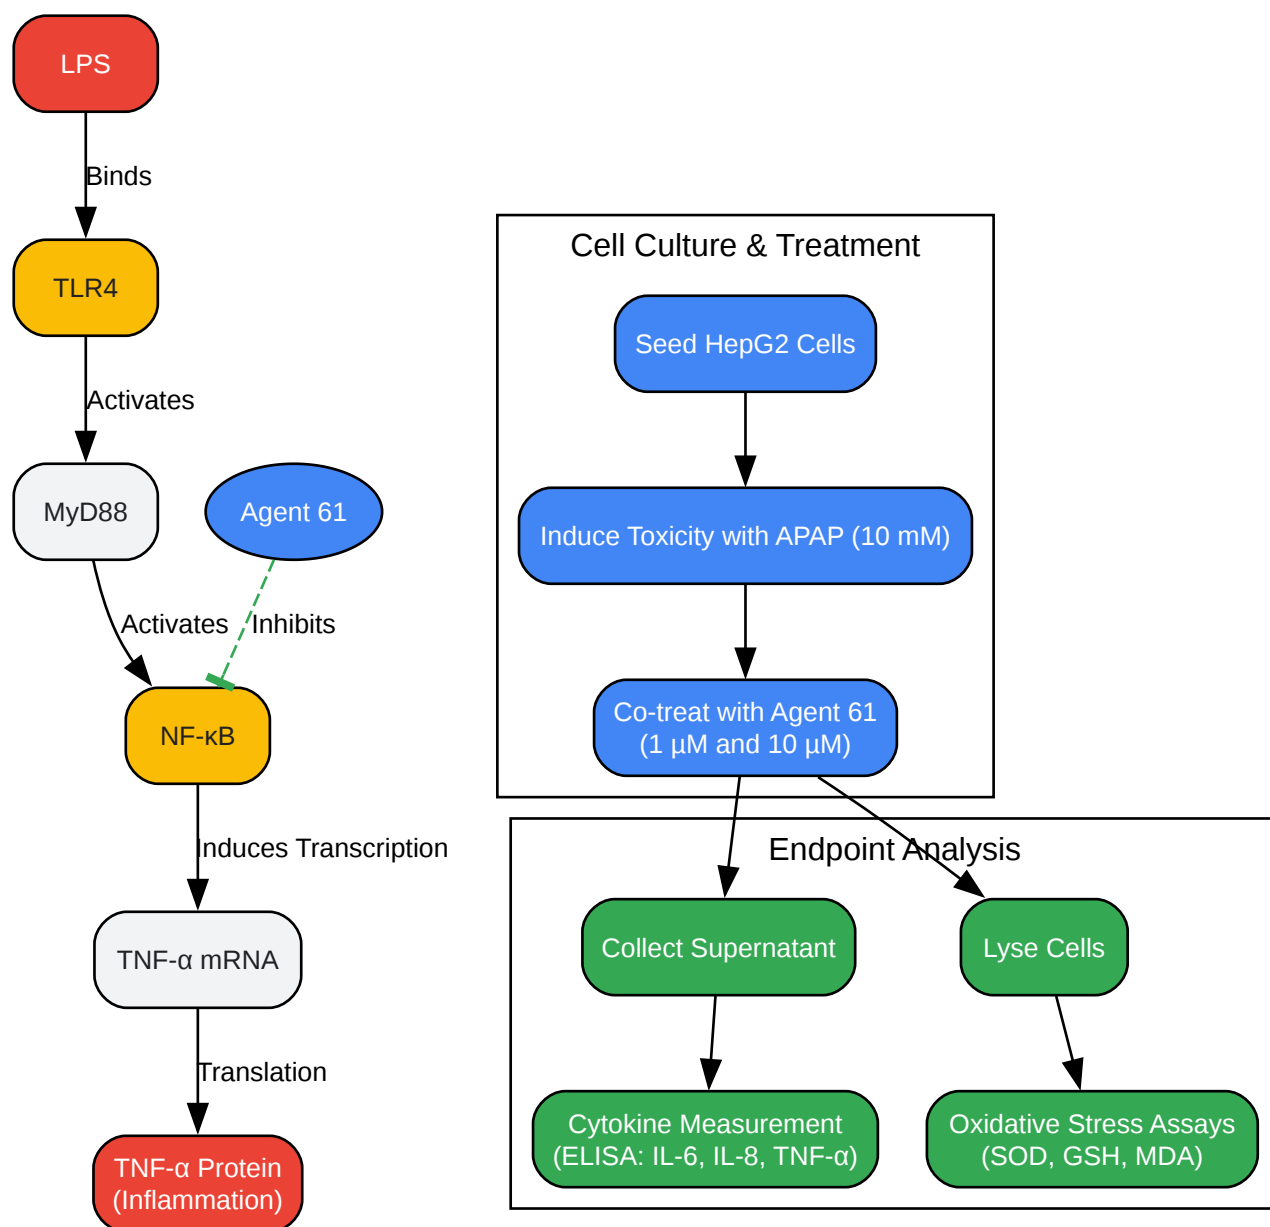 LPS
Binds
TLR4
Activates
MyD88
Agent 61
Activates
Inhibits
NF-κB
Induces Transcription
TNF-α mRNA
Translation
TNF-α Protein
(Inflammation)
Cell Culture & Treatment
Seed HepG2 Cells
Induce Toxicity with APAP (10 mM)
Co-treat with Agent 61
(1 µM and 10 µM)
Endpoint Analysis
Collect Supernatant
Lyse Cells
Cytokine Measurement
(ELISA: IL-6, IL-8, TNF-α)
Oxidative Stress Assays
(SOD, GSH, MDA)